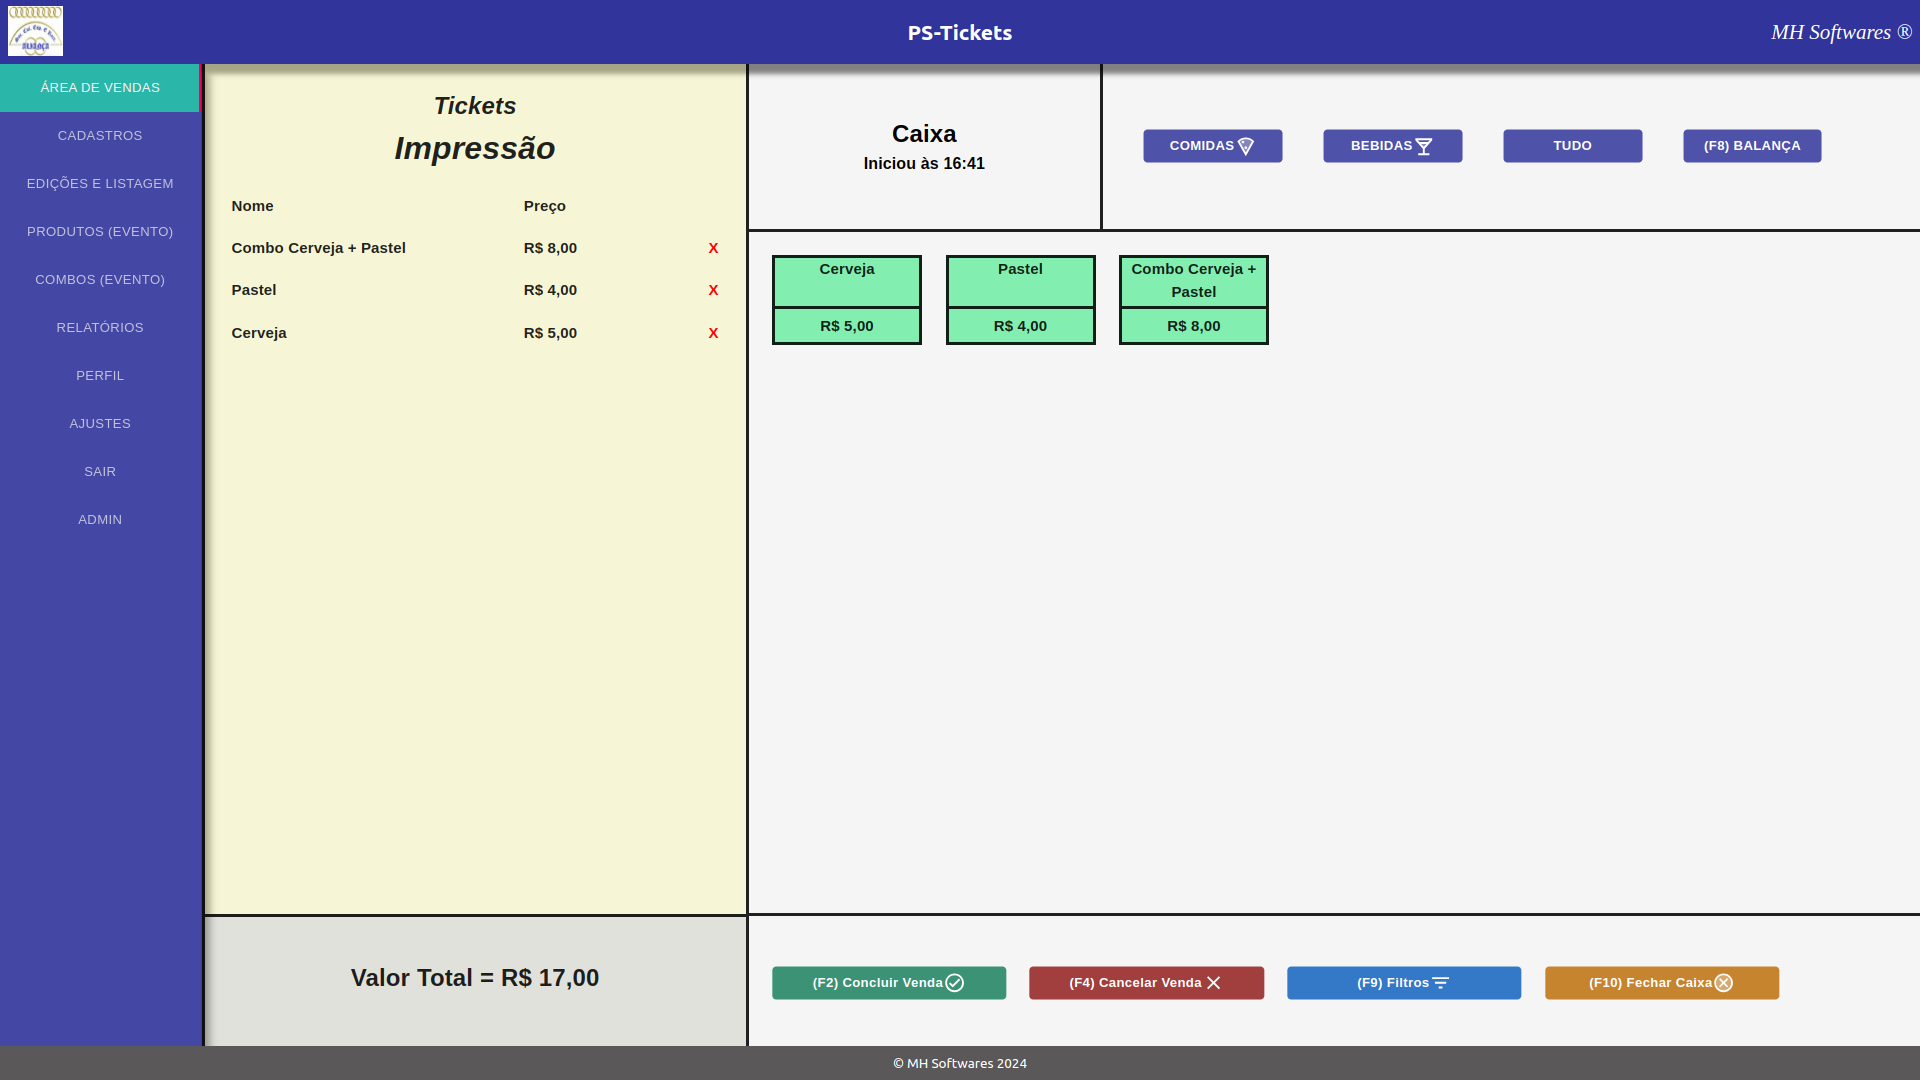 PS-Tickets
MH Softwares ®
ÁREA DE VENDAS
CADASTROS
EDIÇÕES E LISTAGEM
PRODUTOS (EVENTO)
COMBOS (EVENTO)
RELATÓRIOS
PERFIL
AJUSTES
SAIR
ADMIN
Tickets
Impressão
Nome Preço
Combo Cerveja + Pastel R$ 8,00 X
Pastel R$ 4,00 X
Cerveja R$ 5,00 X
Valor Total = R$ 17,00
Caixa
Iniciou às 16:41
COMIDAS BEBIDAS TUDO (F8) BALANÇA
Cerveja
R$ 5,00
Pastel
R$ 4,00
Combo Cerveja +
Pastel
R$ 8,00
(F2) Concluir Venda (F4) Cancelar Venda (F9) Filtros (F10) Fechar Caixa
© MH Softwares 2024